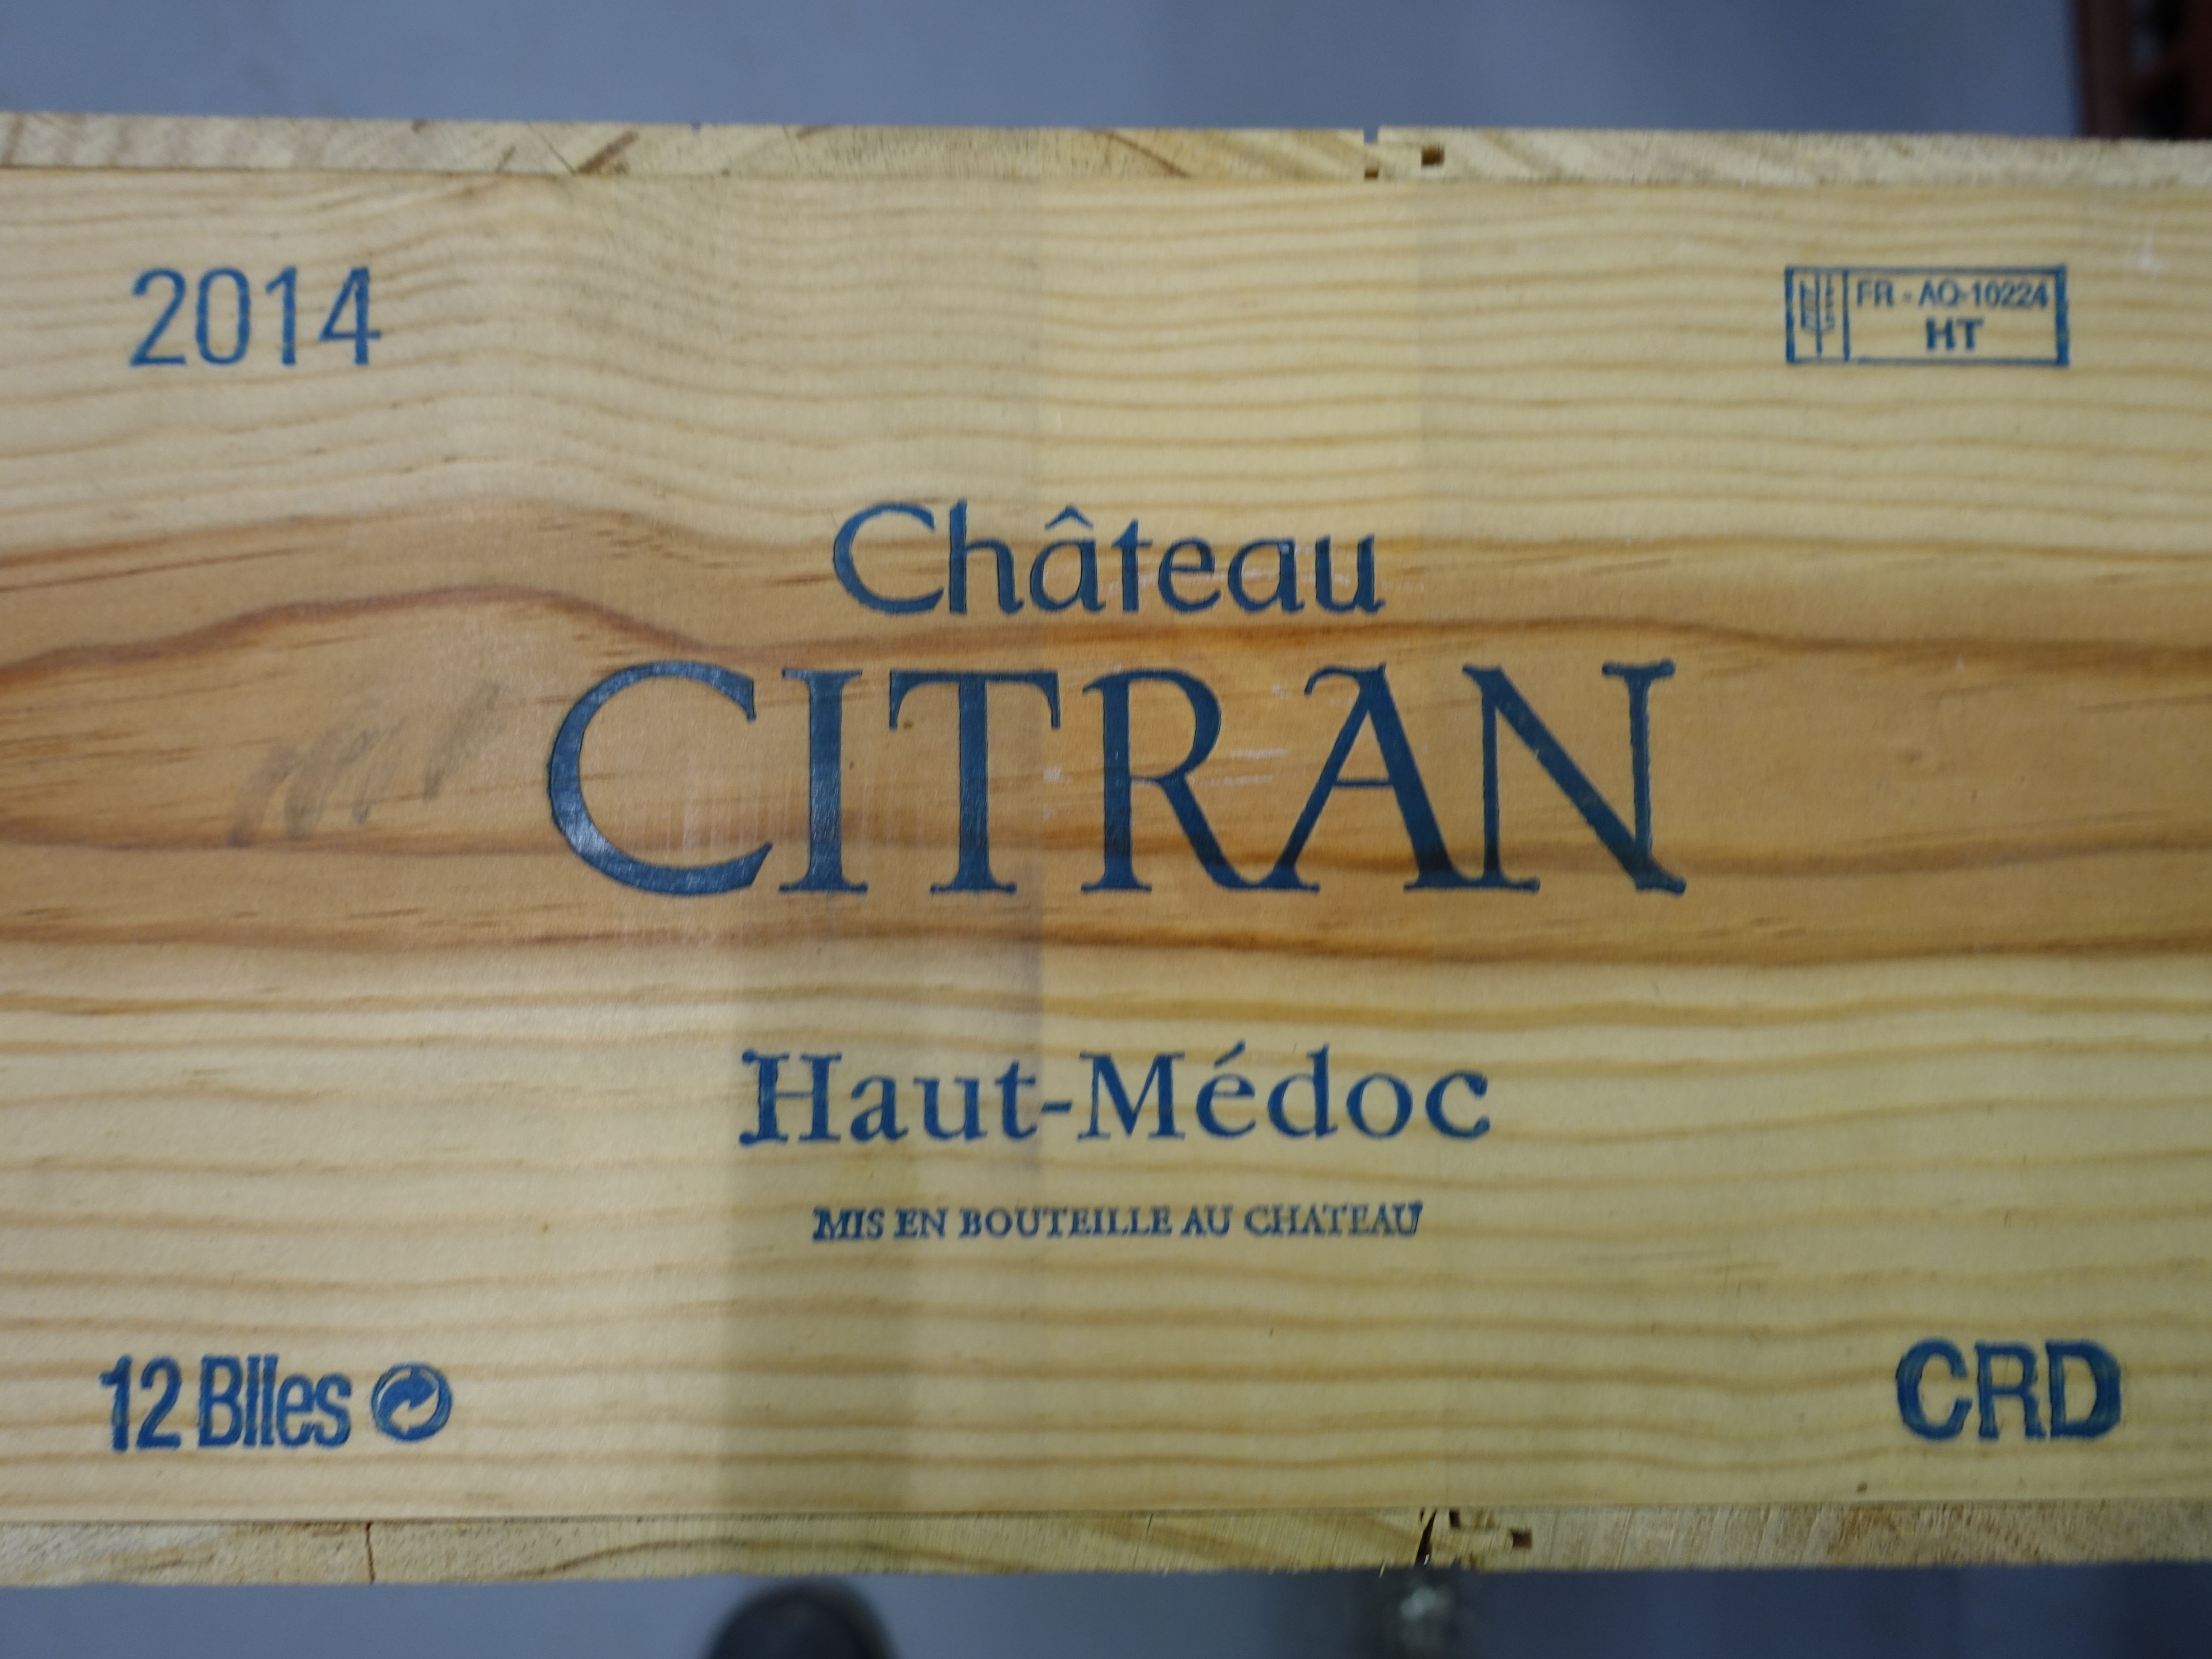 2014
FR - AQ-10224
HT
Château
CITRAN
Haut-Médoc
MIS EN BOUTEILLE AU CHATEAU
12 Blles
CRD